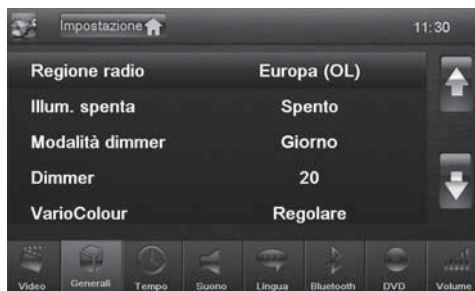 Impostazione 11:30
Regione radio Europa (OL)
Illum. spenta Spento
Modalità dimmer Giorno
Dimmer 20
VarioColour Regolare
Video Generali Tempo Suono Lingua Bluetooth DVD Volume